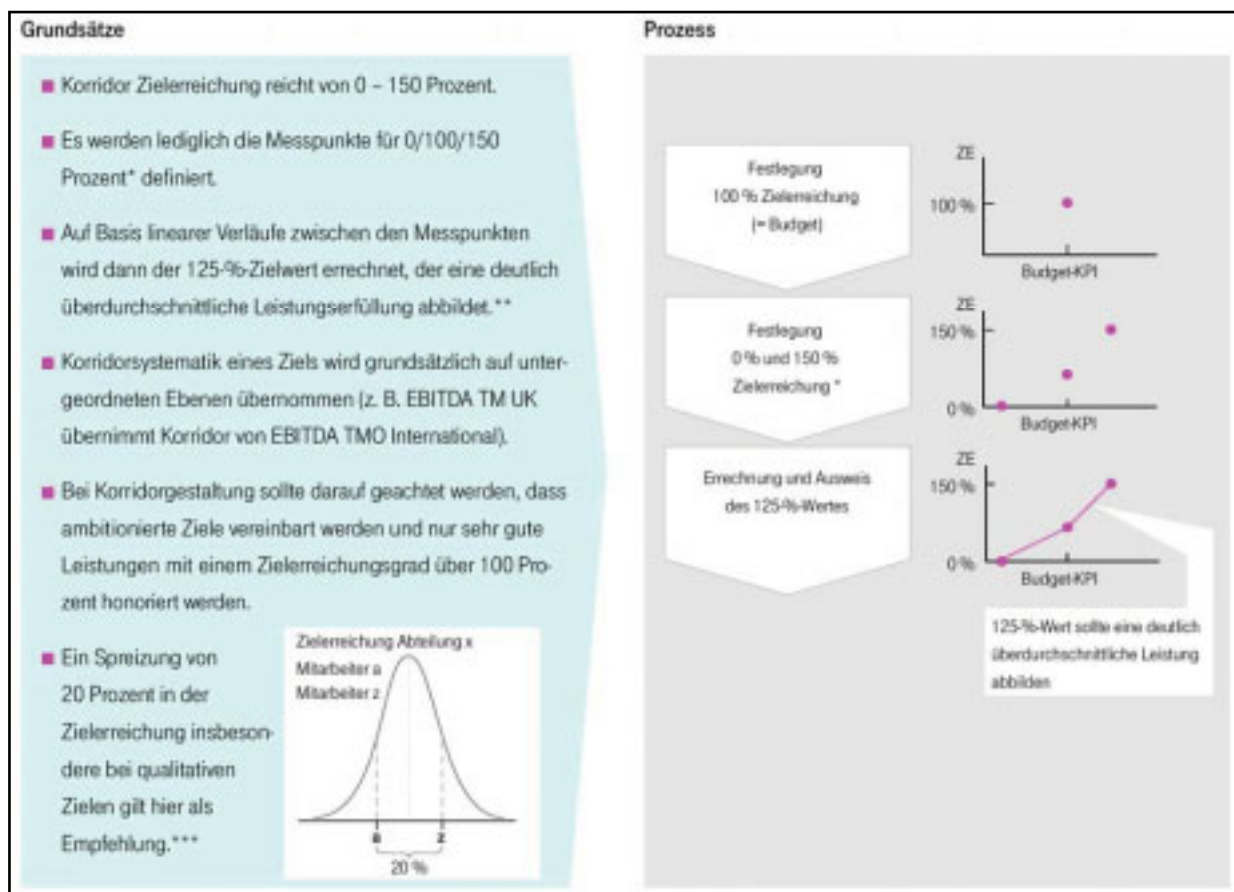 Grundsätze
Korridor Zielerreichung reicht von 0 – 150 Prozent.
Es werden lediglich die Messpunkte für 0/100/150
Prozent* definiert.
Auf Basis linearer Verläufe zwischen den Messpunkten
wird dann der 125-%-Zielwert errechnet, der eine deutlich
überdurchschnittliche Leistungserfüllung abbildet.**
Korridorsystematik eines Ziels wird grundsätzlich auf unter-
geordneten Ebenen übernommen (z. B. EBITDA TM UK
übernimmt Korridor von EBITDA TMO International).
Bei Korridorgestaltung sollte darauf geachtet werden, dass
ambitionierte Ziele vereinbart werden und nur sehr gute
Leistungen mit einem Zielerreichungsgrad über 100 Pro-
zent honoriert werden.
Ein Spreizung von
20 Prozent in der
Zielerreichung insbeson-
dere bei qualitativen
Zielen gilt hier als
Empfehlung.***
Zielerreichung Abteilung x
Mitarbeiter a
Mitarbeiter z
a z
20 %
Prozess
Festlegung
100 % Zielerreichung
(= Budget)
ZE
100 %
Budget-KPI
Festlegung
0 % und 150 %
Zielerreichung *
ZE
150 %
0 %
Budget-KPI
Errechnung und Ausweis
des 125-%-Wertes
ZE
150 %
0 %
Budget-KPI
125-%-Wert sollte eine deutlich
überdurchschnittliche Leistung
abbilden